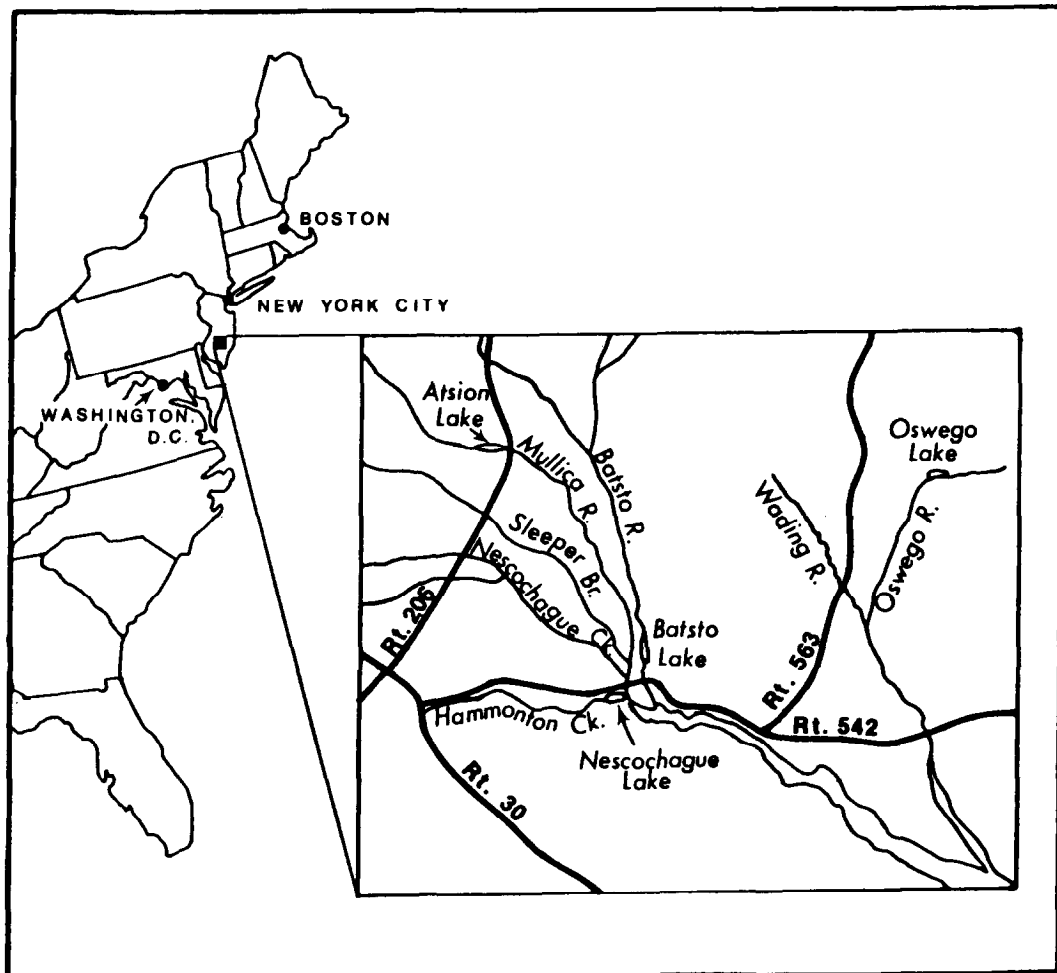 BOSTON
NEW YORK CITY
WASHINGTON,
D.C.
Atsion
Lake
Mullica R.
Batsto R.
Oswego
Lake
Wading R.
Oswego R.
Sleeper Br.
Nescochague Ck.
Rt. 206
Batsto
Lake
Rt. 563
Rt. 542
Hammonton Ck.
Nescochague
Lake
Rt. 30